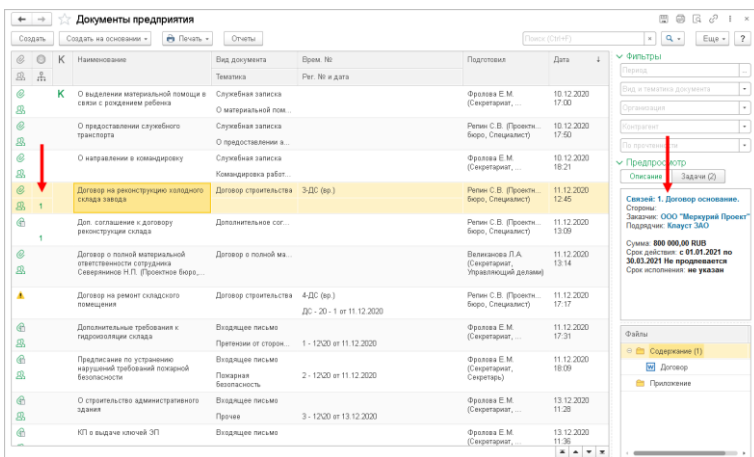 Документы предприятия
Создать Создать на основании Печать Отчеты Поиск (Ctrl+F) Еще ?
К Наименование Вид документа Врем. № Подготовил Дата
Тематика Рег. № и дата
К О выделении материальной помощи в связи с рождением ребенка Служебная записка Фролова Е.М. (Секретариат, ... 10.12.2020 17:00
О материальной пом...
О предоставлении служебного транспорта Служебная записка Репин С.В. (Проектн... бюро, Специалист) 10.12.2020 17:50
О предоставлении а...
О направлении в командировку Служебная записка Фролова Е.М. (Секретариат, ... 10.12.2020 18:21
Командировка работ...
1 Договор на реконструкцию холодного склада завода Договор строительства 3-ДС (вр.) Репин С.В. (Проектн... бюро, Специалист) 11.12.2020 12:45
1 Доп. соглашение к договору реконструкции склада Дополнительное сог... Репин С.В. (Проектн... бюро, Специалист) 11.12.2020 13:09
Договор о полной материальной ответственности сотрудника Северянинов Н.П. (Проектное бюро,... Договор о полной ма... Великанова Л.А. (Секретариат, Управляющий делами) 11.12.2020 13:14
Договор на ремонт складского помещения Договор строительства 4-ДС (вр.) Репин С.В. (Проектн... бюро, Специалист) 11.12.2020 17:17
ДС - 20 - 1 от 11.12.2020
Дополнительные требования к гидроизоляции склада Входящее письмо Фролова Е.М. (Секретариат, ... 11.12.2020 17:31
Претензии от сторон... 1 - 12\20 от 11.12.2020
Предписание по устранению нарушений требований пожарной безопасности Входящее письмо Фролова Е.М. (Секретариат, Секретарь) 11.12.2020 18:09
Пожарная безопасность 2 - 12\20 от 11.12.2020
О строительстве административного здания Входящее письмо Фролова Е.М. (Секретариат, ... 13.12.2020 11:28
Прочее 3 - 12\20 от 13.12.2020
КП о выдаче ключей ЭП Входящее письмо Фролова Е.М. (Секретариат, ... 13.12.2020 11:36
Фильтры
Период
Вид и тематика документа
Организация
Контрагент
По прочтенности
Предпросмотр
Описание Задачи (2)
Связей: 1. Договор основание.
Стороны:
Заказчик: ООО "Меркурий Проект"
Подрядчик: Клауст ЗАО
Сумма: 800 000,00 RUB
Срок действия: с 01.01.2021 по
30.03.2021 Не продлевается
Срок исполнения: не указан
Файлы
Содержание (1)
W Договор
Приложение